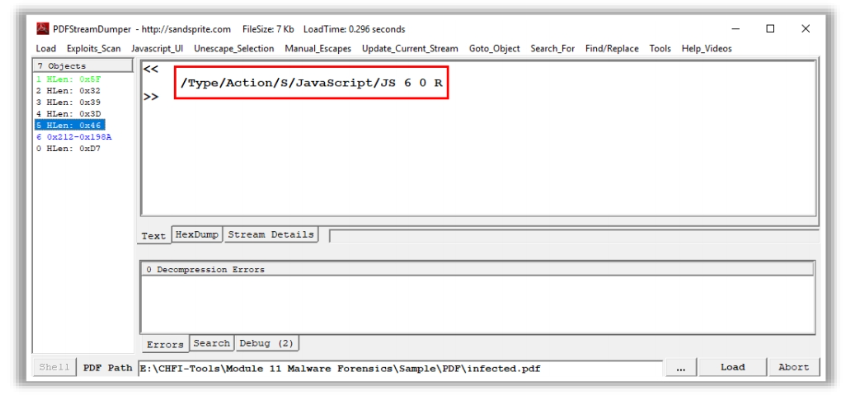 PDFStreamDumper - http://sandsprite.com FileSize: 7 Kb LoadTime: 0.296 seconds
Load Exploits_Scan Javascript_UI Unescape_Selection Manual_Escapes Update_Current_Stream Goto_Object Search_For Find/Replace Tools Help_Videos
7 Objects
1 HLen: 0x5F
2 HLen: 0x32
3 HLen: 0x39
4 HLen: 0x3D
5 HLen: 0x46
6 0x212-0x198A
0 HLen: 0xD7
<<
/Type/Action/S/JavaScript/JS 6 0 R
>>
Text HexDump Stream Details
0 Decompression Errors
Errors Search Debug (2)
Shell PDF Path E:\CHFI-Tools\Module 11 Malware Forensics\Sample\PDF\infected.pdf ... Load Abort